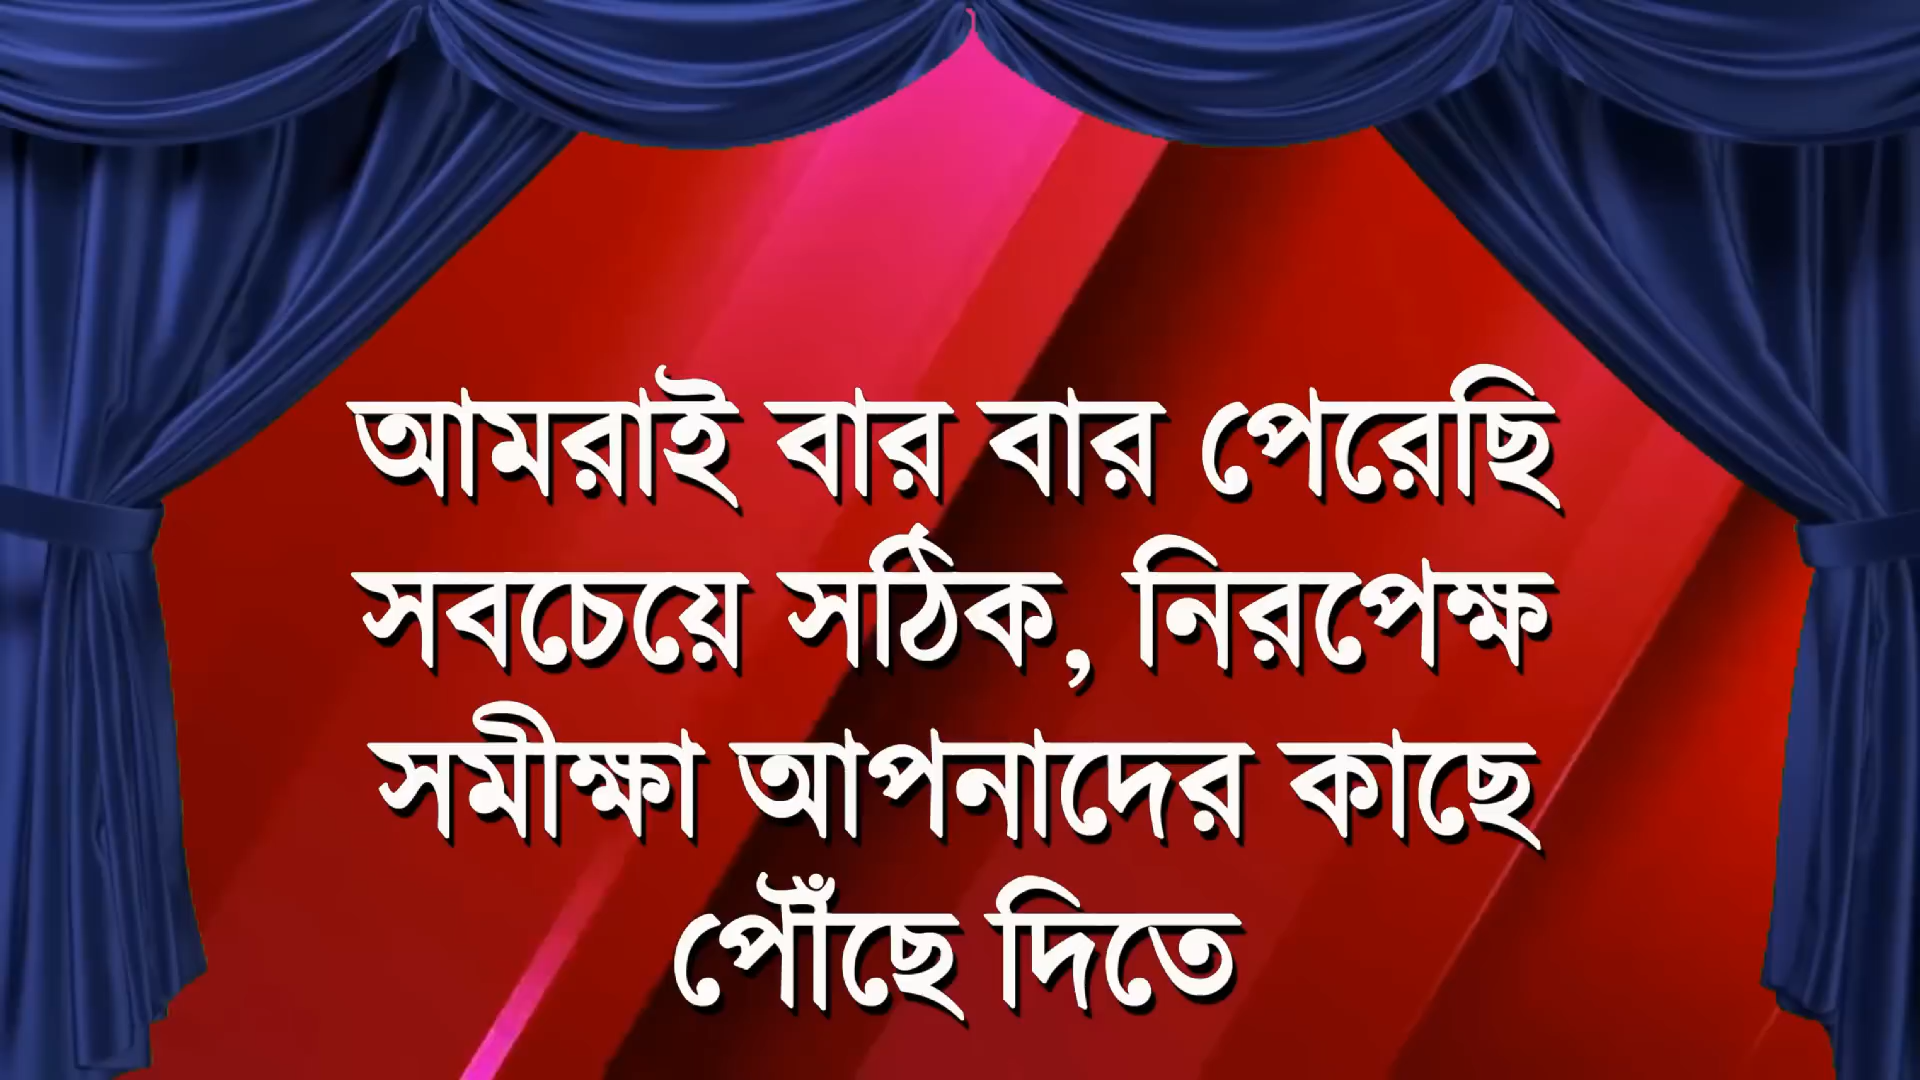 আমরাই বার বার পেরেছি
সবচেয়ে সঠিক, নিরপেক্ষ
সমীক্ষা আপনাদের কাছে
পৌঁছে দিতে